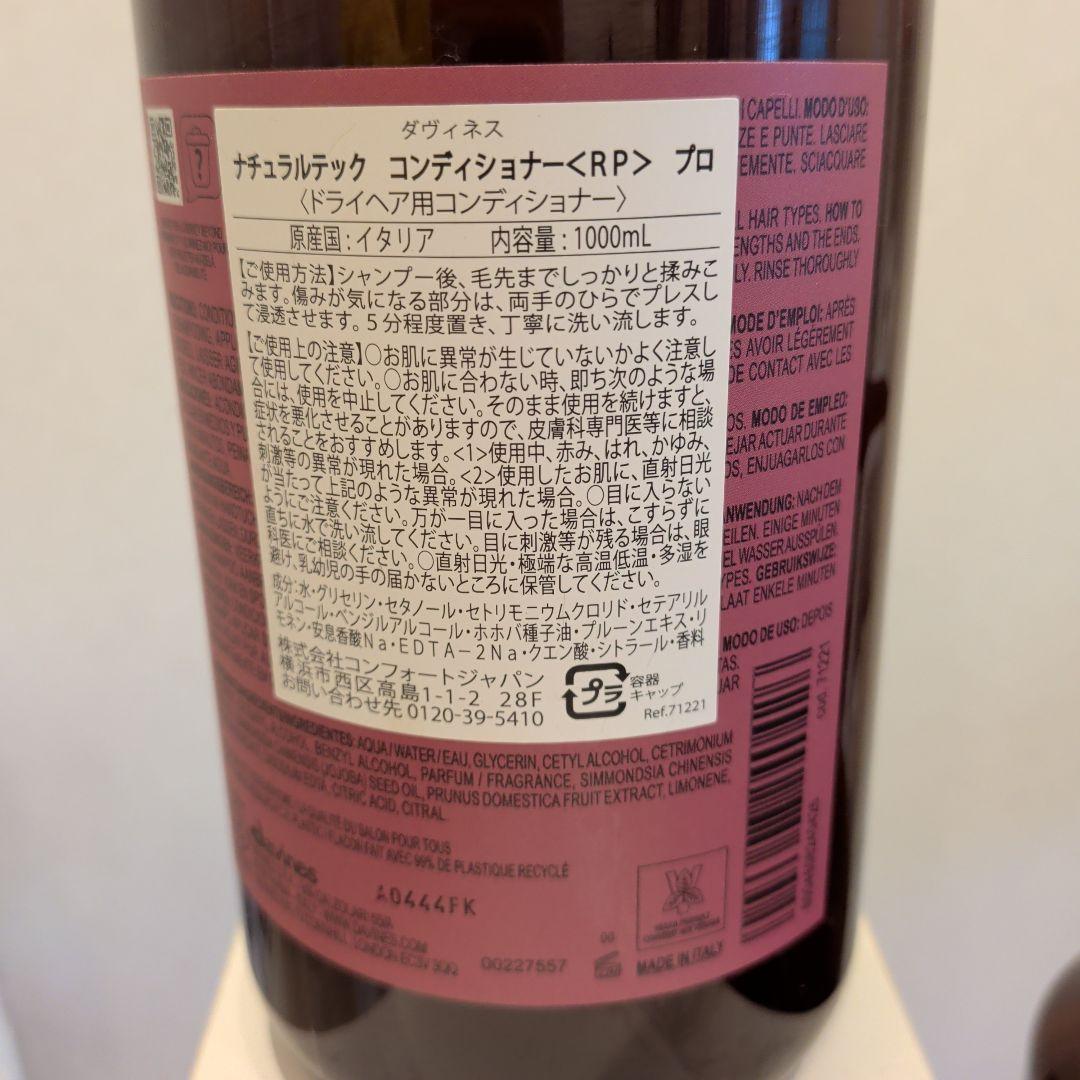 ダヴィネス
ナチュラルテック コンディショナー<RP> プロ
〈ドライヘア用コンディショナー〉
原産国:イタリア 内容量:1000mL
【ご使用方法】シャンプー後、毛先までしっかりと揉みこ
みます。傷みが気になる部分は、両手のひらでプレスし
て浸透させます。5分程度置き、丁寧に洗い流します。
【ご使用上の注意】○お肌に異常が生じていないかよく注意し
て使用してください。○お肌に合わない時、即ち次のような場
合には、使用を中止してください。そのまま使用を続けますと、
症状を悪化させることがありますので、皮膚科専門医等に相談
されることをおすすめします。<1>使用中、赤み、はれ、かゆみ、
刺激等の異常が現れた場合。<2>使用したお肌に、直射日光
が当たって上記のような異常が現れた場合。○目に入らない
ようにご注意ください。万が一目に入った場合は、こすらずに
直ちに水で洗い流してください。目に刺激等が残る場合は、眼
科医にご相談ください。○直射日光・極端な高温低温・多湿を
避け、乳幼児の手の届かないところに保管してください。
成分:水・グリセリン・セタノール・セトリモニウムクロリド・セテアリル
アルコール・ベンジルアルコール・ホホバ種子油・プルーンエキス・リ
モネン・安息香酸Na・EDTA-2Na・クエン酸・シトラール・香料
株式会社コンフォートジャパン
横浜市西区高島1-1-2 28F
お問い合わせ先 0120-39-5410
プラ
容器
キャップ
Ref.71221
I CAPELLI. MODO D'USO:
ZE E PUNTE. LASCIARE
EMENTE. SCIACQUARE
L HAIR TYPES. HOW TO
ENGTHS AND THE ENDS.
LY. RINSE THOROUGHLY
MODE D'EMPLOI: APRÈS
ES AVOIR LÉGÈREMENT
DE CONTACT AVEC LES
OS. MODO DE EMPLEO:
EJAR ACTUAR DURANTE
OS, ENJUAGARLOS CON
ANWENDUNG: NACH DEM
EILEN. EINIGE MINUTEN
EL WASSER AUSSPÜLEN.
YPES. GEBRUIKSWIJZE:
LAAT ENKELE MINUTEN
MODO DE USO: DEPOIS
TAS.
JAR
cod. 71221
INGREDIENTES: AQUA / WATER / EAU, GLYCERIN, CETYL ALCOHOL, CETRIMONIUM
ALCOHOL, BENZYL ALCOHOL, PARFUM / FRAGRANCE, SIMMONDSIA CHINENSIS
(JOJOBA) SEED OIL, PRUNUS DOMESTICA FRUIT EXTRACT, LIMONENE,
EDTA, CITRIC ACID, CITRAL.
LA QUALITÉ DU SALON POUR TOUS
FLACON FAIT AVEC 99% DE PLASTIQUE RECYCLÉ
davines
A0444FK
WWW.DAVINES.COM
LONDON EC3V 3QQ
00227557
00
MADE IN ITALY